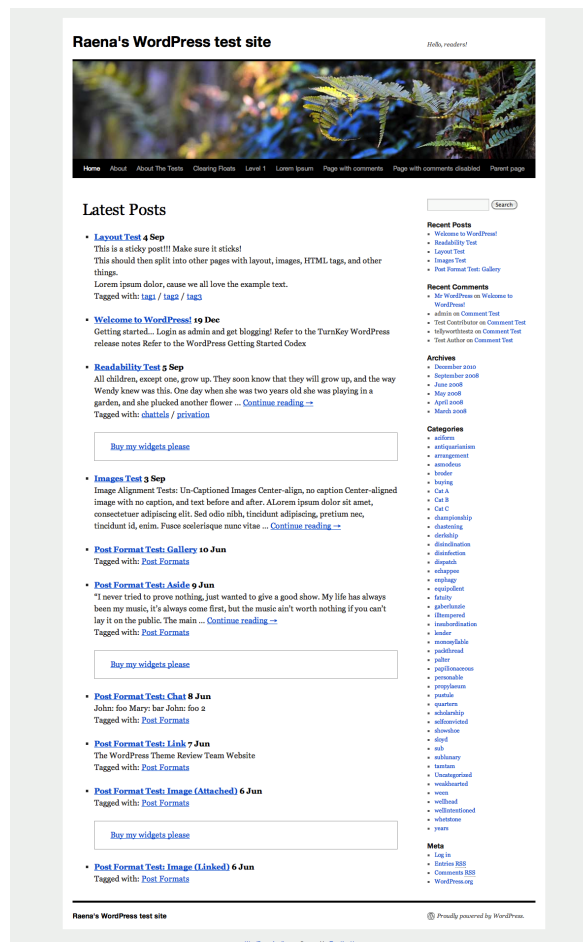 Raena's WordPress test site
Hello, readers!
Home About About The Tests Clearing Floats Level 1 Lorem Ipsum Page with comments Page with comments disabled Parent page
Latest Posts
Layout Test 4 Sep
This is a sticky post!!! Make sure it sticks!
This should then split into other pages with layout, images, HTML tags, and other
things.
Lorem ipsum dolor, cause we all love the example text.
Tagged with: tag1 / tag2 / tag3
Welcome to WordPress! 19 Dec
Getting started... Login as admin and get blogging! Refer to the TurnKey WordPress
release notes Refer to the WordPress Getting Started Codex
Readability Test 5 Sep
All children, except one, grow up. They soon know that they will grow up, and the way
Wendy knew was this. One day when she was two years old she was playing in a
garden, and she plucked another flower ... Continue reading →
Tagged with: chattels / privation
Buy my widgets please
Images Test 3 Sep
Image Alignment Tests: Un-Captioned Images Center-align, no caption Center-aligned
image with no caption, and text before and after. ALorem ipsum dolor sit amet,
consectetuer adipiscing elit. Sed odio nibh, tincidunt adipiscing, pretium nec,
tincidunt id, enim. Fusce scelerisque nunc vitae ... Continue reading →
Post Format Test: Gallery 10 Jun
Tagged with: Post Formats
Post Format Test: Aside 9 Jun
“I never tried to prove nothing, just wanted to give a good show. My life has always
been my music, it's always come first, but the music ain't worth nothing if you can't
lay it on the public. The main ... Continue reading →
Tagged with: Post Formats
Buy my widgets please
Post Format Test: Chat 8 Jun
John: foo Mary: bar John: foo 2
Tagged with: Post Formats
Post Format Test: Link 7 Jun
The WordPress Theme Review Team Website
Tagged with: Post Formats
Post Format Test: Image (Attached) 6 Jun
Tagged with: Post Formats
Buy my widgets please
Post Format Test: Image (Linked) 6 Jun
Tagged with: Post Formats
Search
Recent Posts
Welcome to WordPress!
Readability Test
Layout Test
Images Test
Post Format Test: Gallery
Recent Comments
Mr WordPress on Welcome to
WordPress!
admin on Comment Test
Test Contributor on Comment Test
tellyworthtest2 on Comment Test
Test Author on Comment Test
Archives
December 2010
September 2008
June 2008
May 2008
April 2008
March 2008
Categories
aciform
antiquarianism
arrangement
asmodeus
broder
buying
Cat A
Cat B
Cat C
championship
chastening
clerkship
disinclination
disinfection
dispatch
echappee
enphagy
equipollent
fatuity
gaberlunzie
illtempered
insubordination
lender
monosyllable
packthread
palter
papilionaceous
personable
propylaeum
pustule
quartern
scholarship
selfconvicted
showshoe
sloyd
sub
sublunary
tamtam
Uncategorized
weakhearted
ween
wellhead
wellintentioned
whetstone
years
Meta
Log in
Entries RSS
Comments RSS
WordPress.org
Raena's WordPress test site
Proudly powered by WordPress.